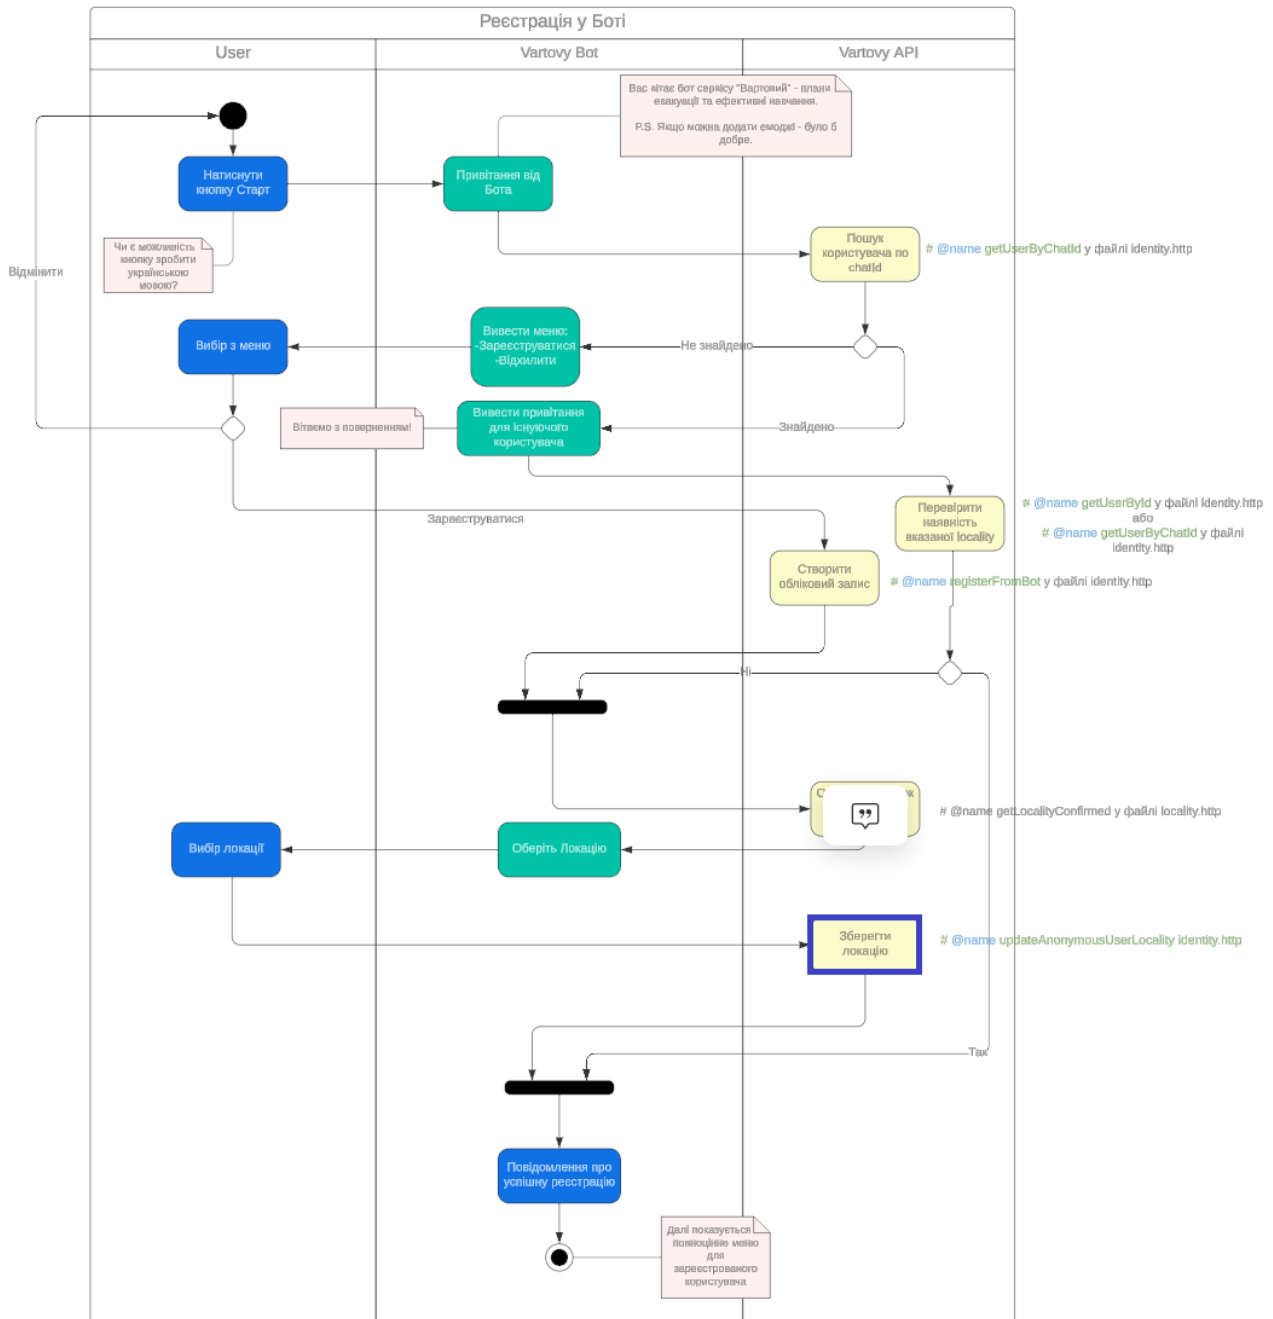 Реєстрація у Боті
User
Vartovy Bot
Vartovy API
Вас вітає бот сервісу "Вартовий" - плани
евакуації та ефективні навчання.
P.S. Якщо можна додати емоджі - було б
добре.
Натиснути
кнопку Старт
Привітання від
Бота
Чи є можливість
кнопку зробити
українською
мовою?
Відмінити
Пошук
користувача по
chatId
# @name getUserByChatId у файлі identity.http
Вибір з меню
Вивести меню:
-Зареєструватися
-Відхилити
Не знайдено
Вітаємо з поверненням!
Вивести привітання
для існуючого
користувача
Знайдено
Зареєструватися
Перевірити
наявність
вказаної locality
# @name getUserById у файлі identity.http
або
# @name getUserByChatId у файлі
identity.http
Створити
обліковий запис
# @name registerFromBot у файлі identity.http
Ні
# @name getLocalityConfirmed у файлі locality.http
Вибір локації
Оберіть Локацію
Зберегти
локацію
# @name updateAnonymousUserLocality identity.http
Так
Повідомлення про
успішну реєстрацію
Далі показується
повноцінне меню
для
зареєстрованого
користувача